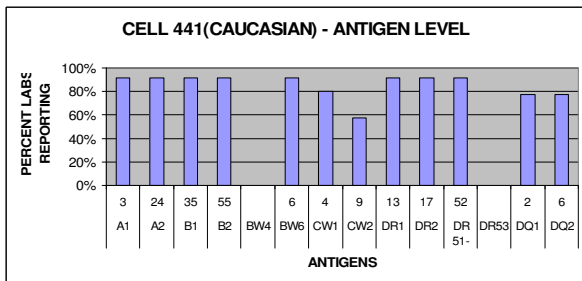 CELL 441(CAUCASIAN) - ANTIGEN LEVEL
PERCENT LABS
REPORTING
100%
80%
60%
40%
20%
0%
3 24 35 55 6 4 9 13 17 52 2 6
A1 A2 B1 B2 BW4 BW6 CW1 CW2 DR1 DR2 DR DR53 DQ1 DQ2
51-
ANTIGENS